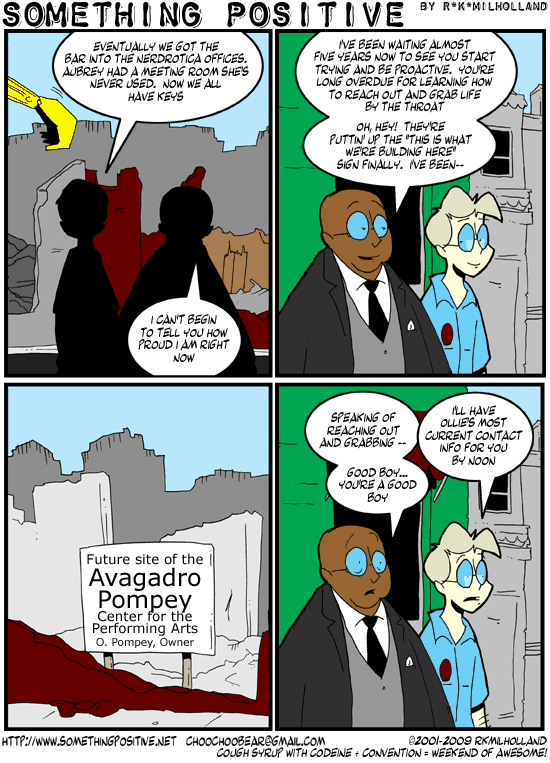 SOMETHING POSITIVE BY R*K*MILHOLLAND
EVENTUALLY WE GOT THE
BAR INTO THE NERDROTICA OFFICES.
AUBREY HAD A MEETING ROOM SHE'S
NEVER USED. NOW WE ALL
HAVE KEYS
I CAN'T BEGIN
TO TELL YOU HOW
PROUD I AM RIGHT
NOW
I'VE BEEN WAITING ALMOST
FIVE YEARS NOW TO SEE YOU START
TRYING AND BE PROACTIVE. YOU'RE
LONG OVERDUE FOR LEARNING HOW
TO REACH OUT AND GRAB LIFE
BY THE THROAT
OH, HEY! THEY'RE
PUTTIN' UP THE "THIS IS WHAT
WE'RE BUILDING HERE"
SIGN FINALLY. I'VE BEEN--
Future site of the
Avagadro
Pompey
Center for the
Performing Arts
O. Pompey, Owner
SPEAKING OF
REACHING OUT
AND GRABBING --
GOOD BOY...
YOU'RE A GOOD
BOY
I'LL HAVE
OLLIE'S MOST
CURRENT CONTACT
INFO FOR YOU
BY NOON
HTTP://WWW.SOMETHINGPOSITIVE.NET CHOOCHOOBEAR@GMAIL.COM ©2001-2009 RKMILHOLLAND
COUGH SYRUP WITH CODEINE + CONVENTION = WEEKEND OF AWESOME!